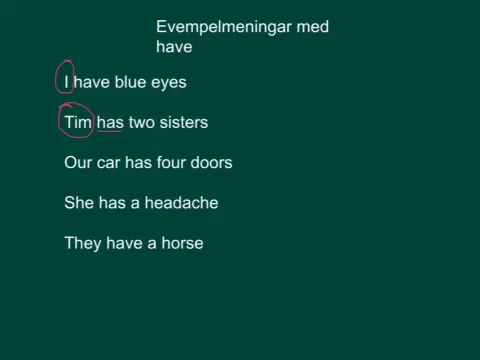 Evempelmeningar med
have
I have blue eyes
Tim has two sisters
Our car has four doors
She has a headache
They have a horse